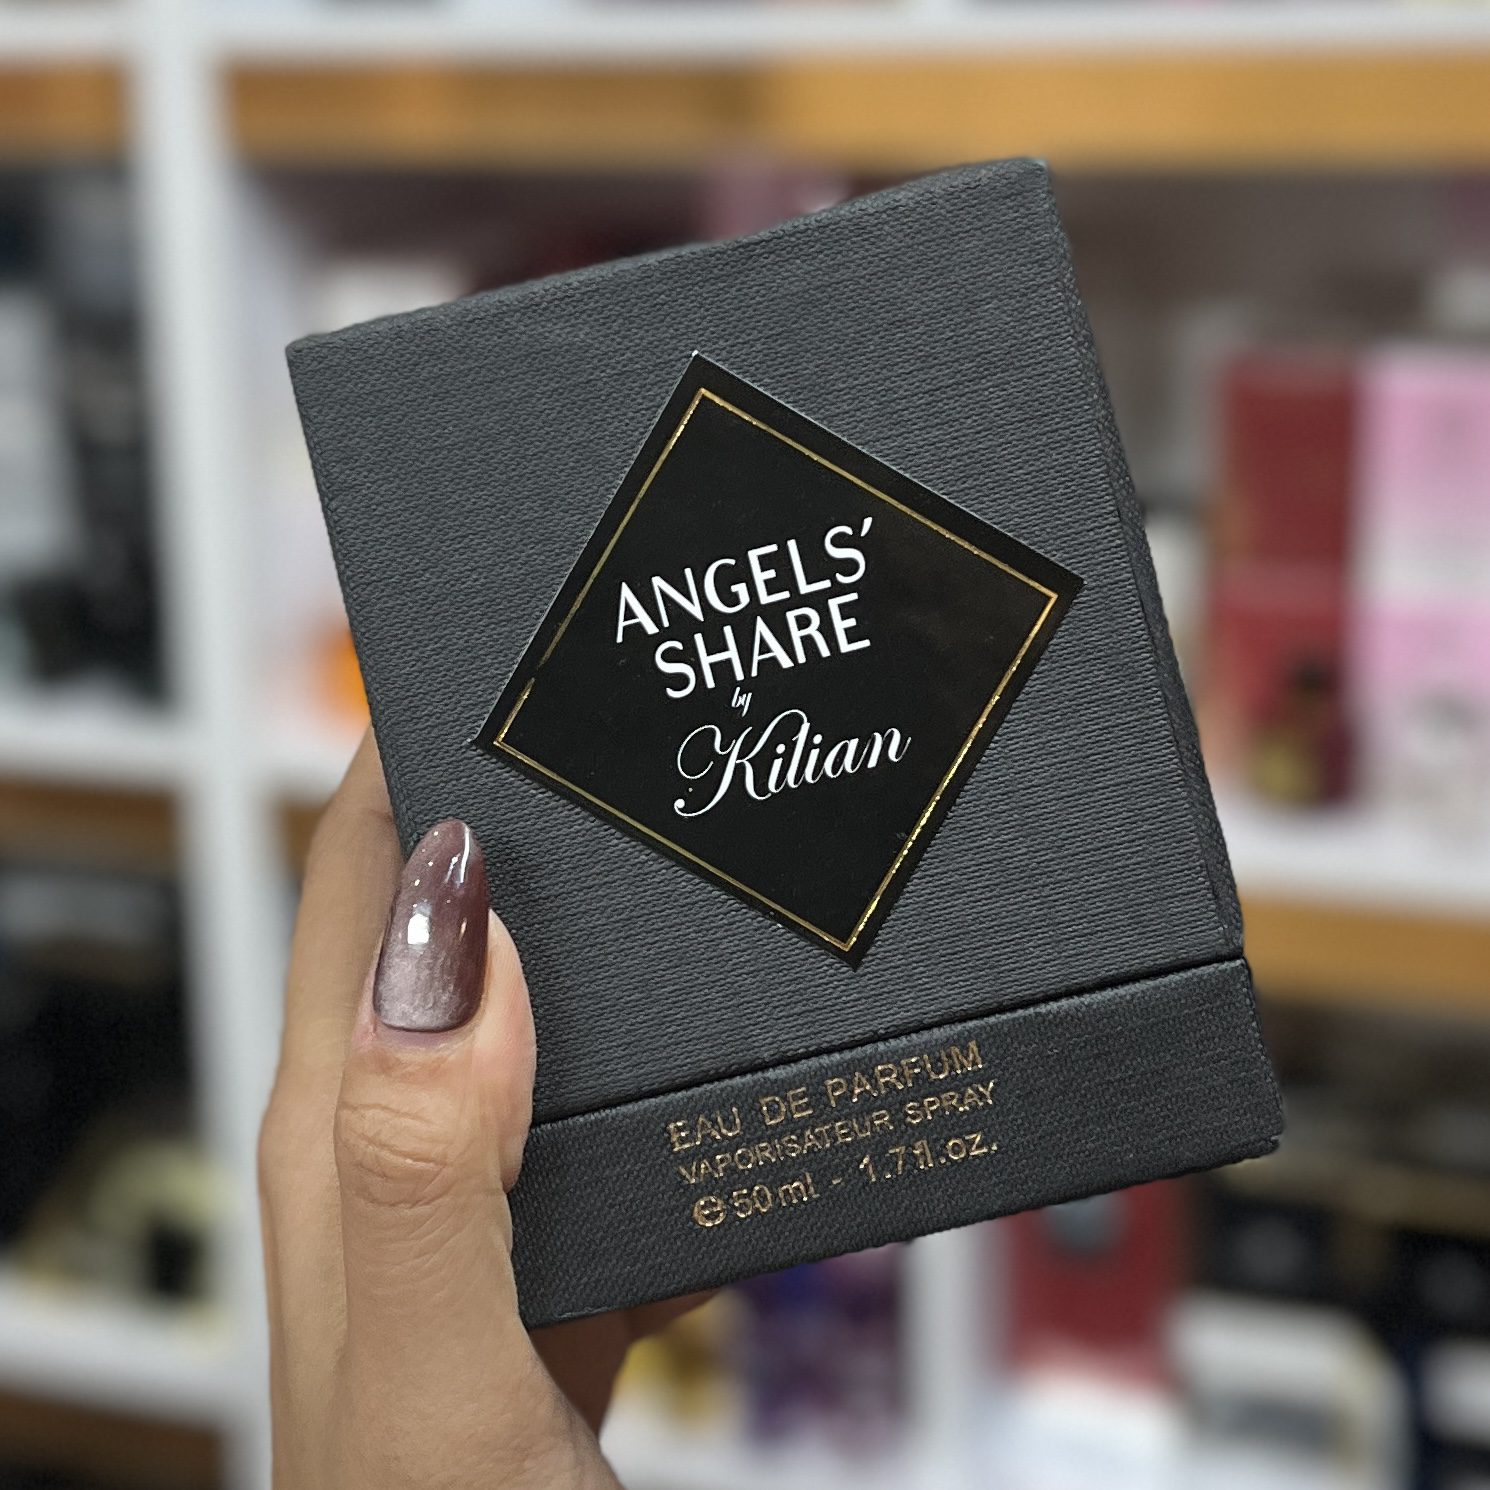 ANGELS'
SHARE
by
Kilian
EAU DE PARFUM
VAPORISATEUR SPRAY
℮ 50 ml - 1.7 fl.oz.